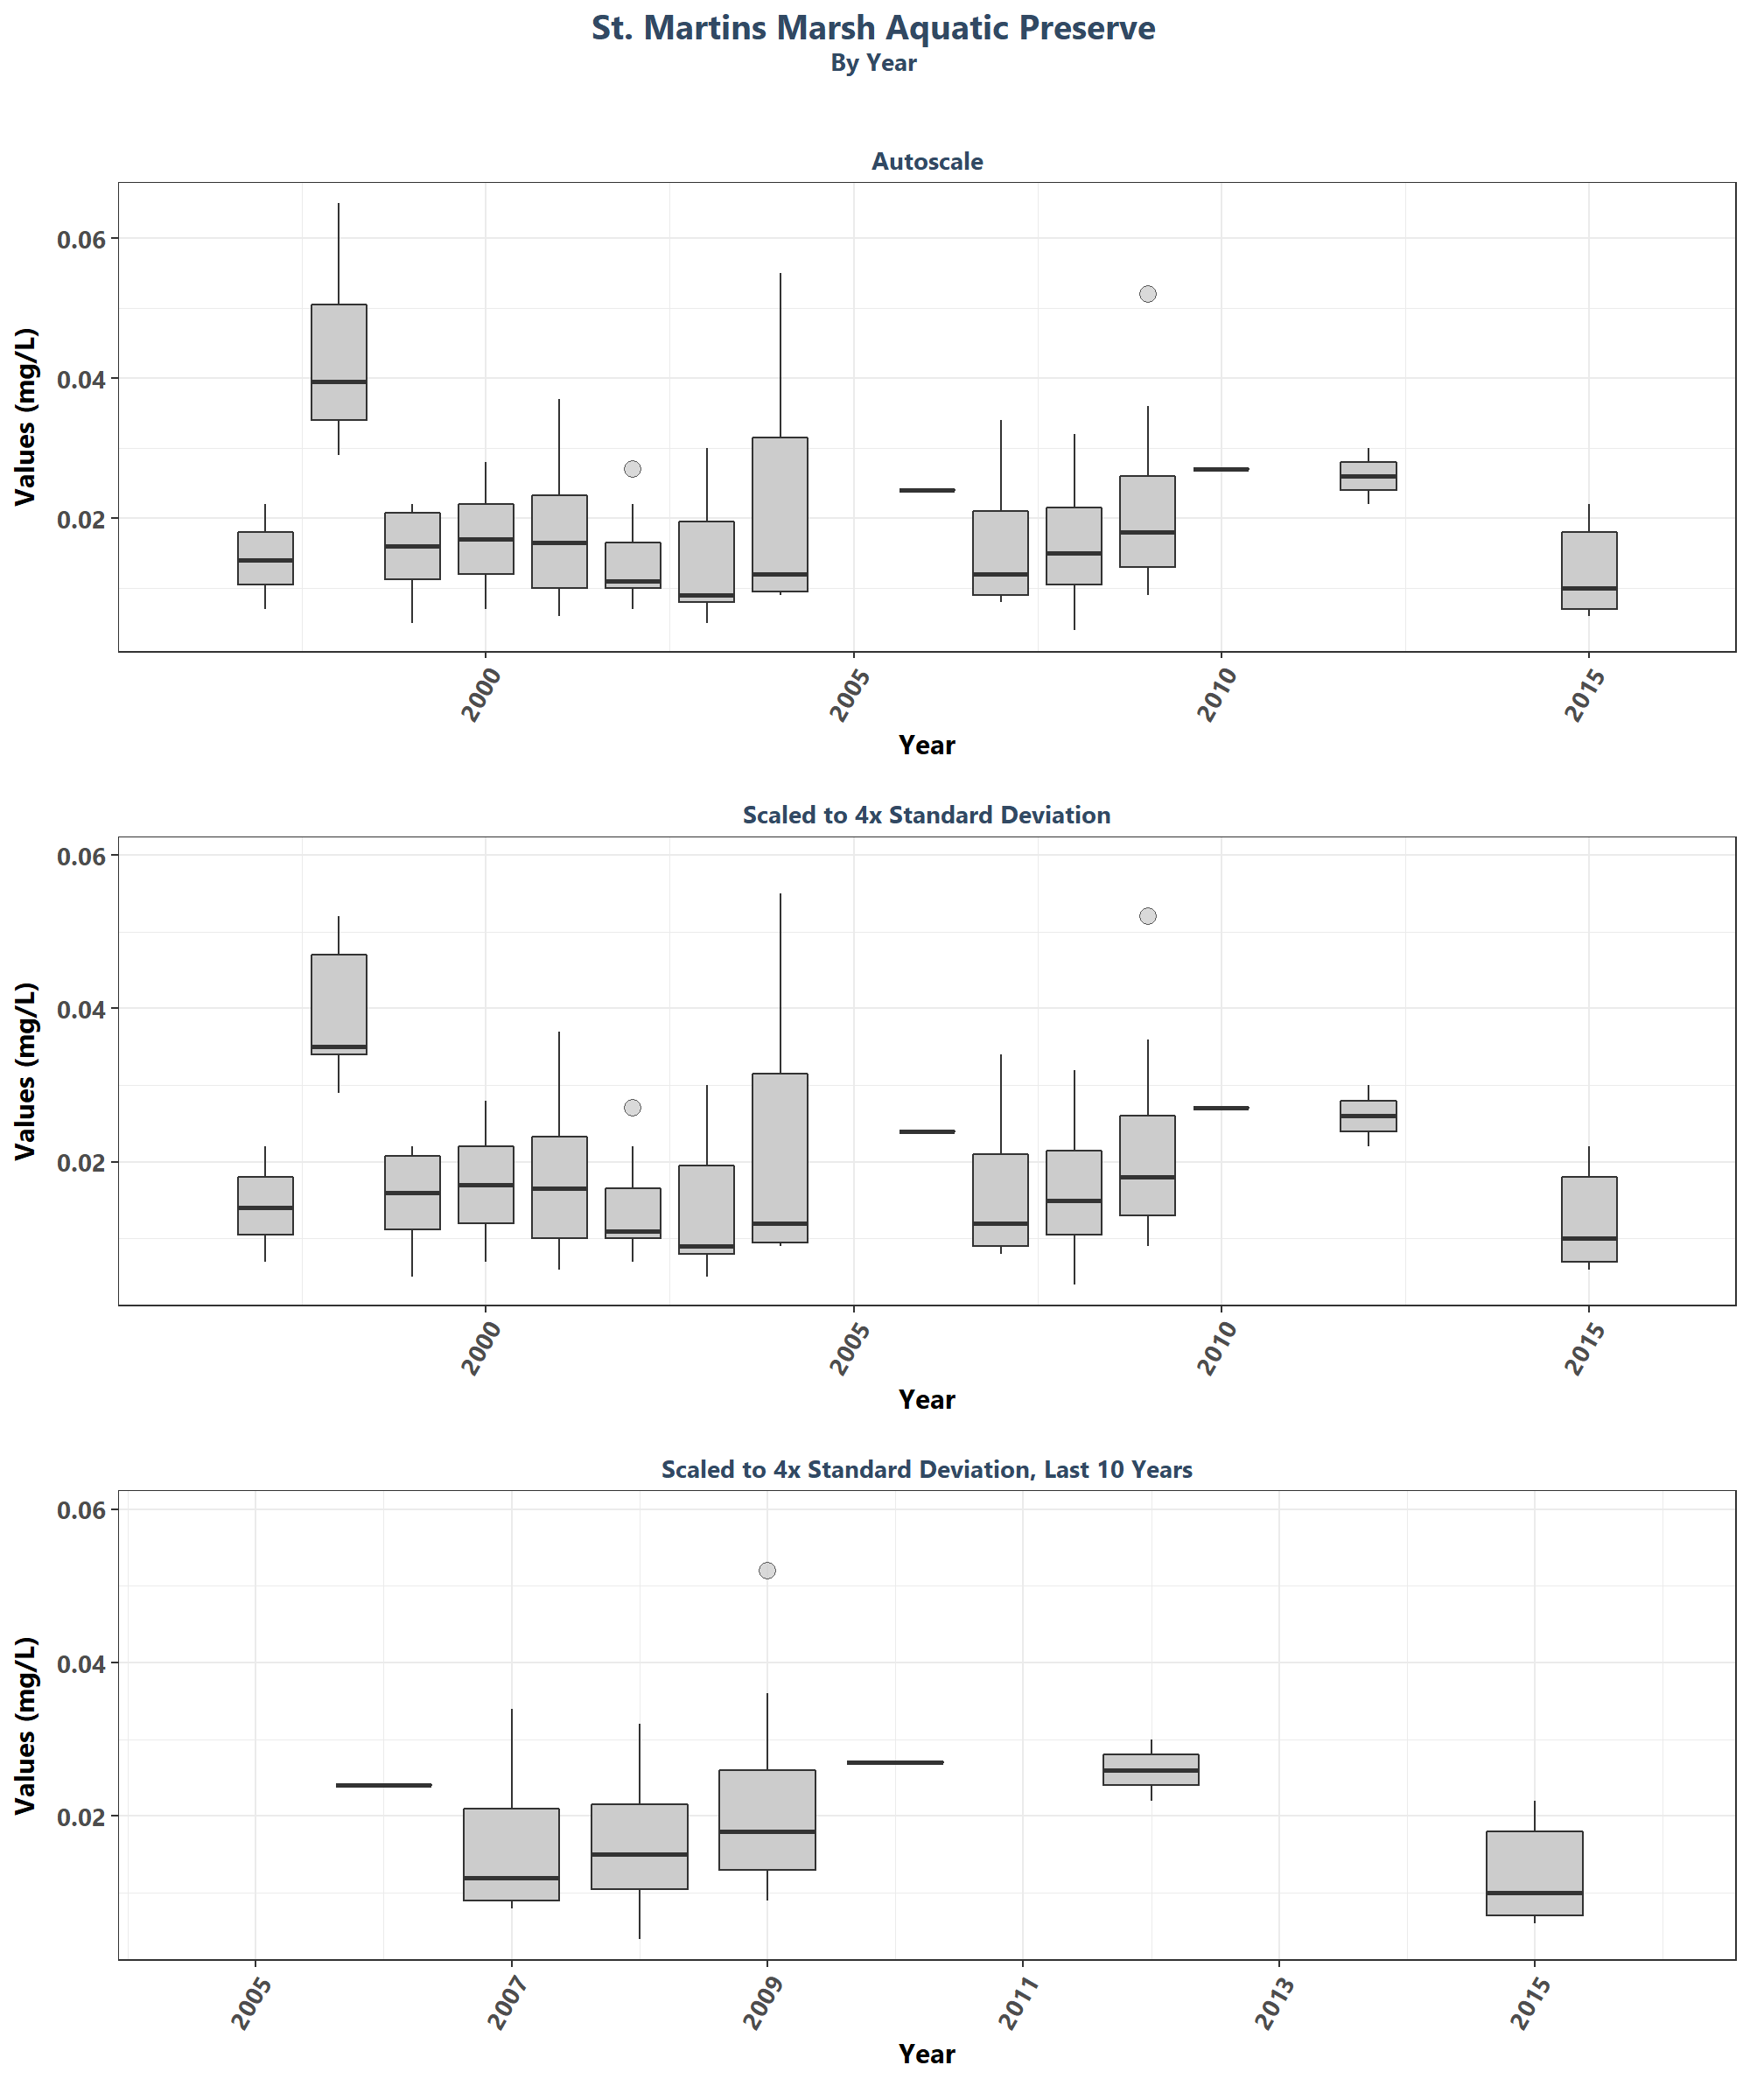 St. Martins Marsh Aquatic Preserve
By Year
Autoscale
Values (mg/L)
0.06
0.04
0.02
2000
2005
2010
2015
Year
Scaled to 4x Standard Deviation
Values (mg/L)
0.06
0.04
0.02
2000
2005
2010
2015
Year
Scaled to 4x Standard Deviation, Last 10 Years
Values (mg/L)
0.06
0.04
0.02
2005
2007
2009
2011
2013
2015
Year